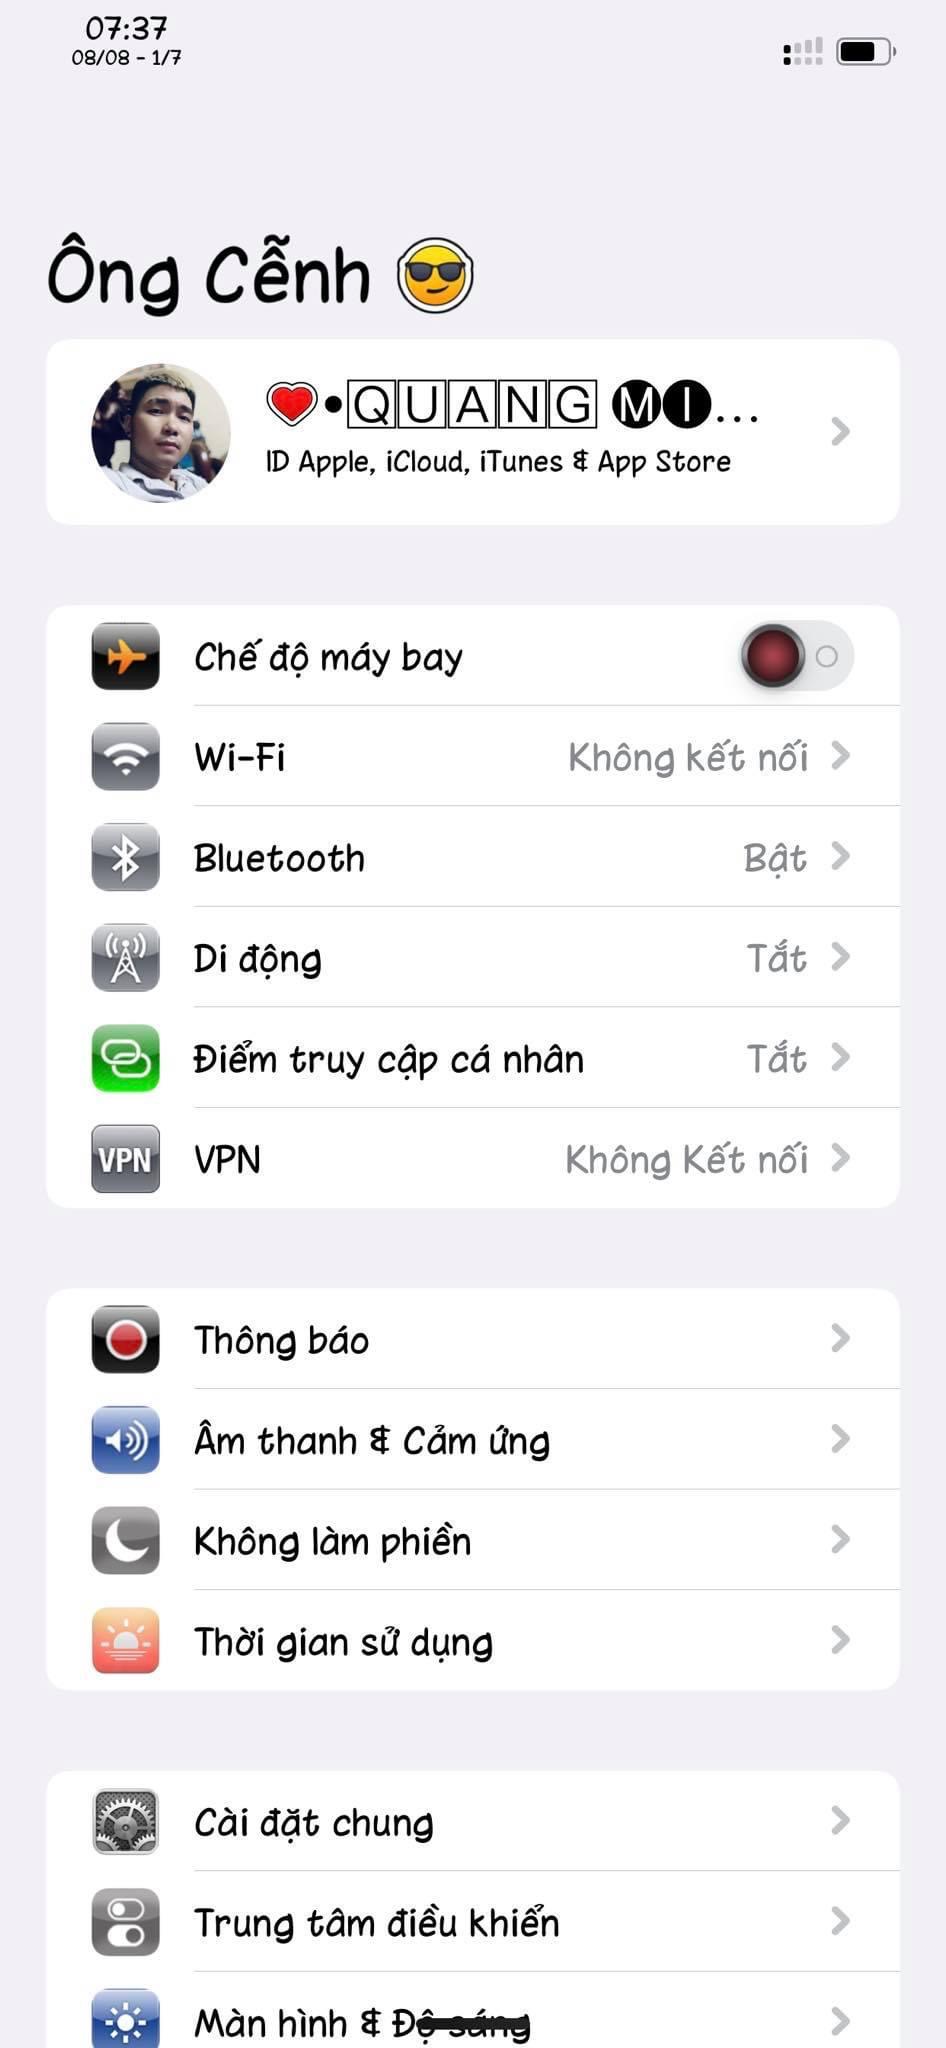 07:37
08/08 - 1/7
Ông Cễnh 😎
❤️•🅀🅄🄰🄽🄶 🅜🅘...
ID Apple, iCloud, iTunes & App Store
Chế độ máy bay
Wi-Fi Không kết nối
Bluetooth Bật
Di động Tắt
Điểm truy cập cá nhân Tắt
VPN VPN Không Kết nối
Thông báo
Âm thanh & Cảm ứng
Không làm phiền
Thời gian sử dụng
Cài đặt chung
Trung tâm điều khiển
Màn hình & Độ sáng